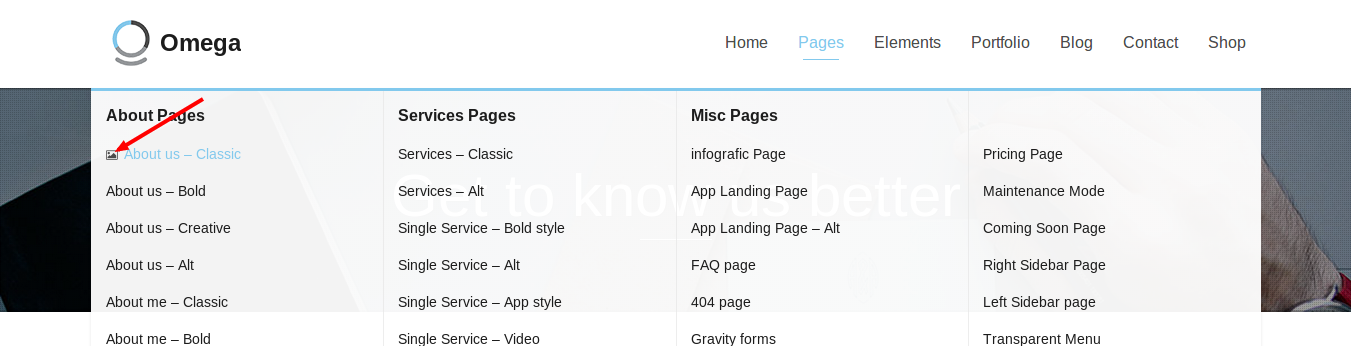 Omega
Home Pages Elements Portfolio Blog Contact Shop
About Pages
About us – Classic
About us – Bold
About us – Creative
About us – Alt
About me – Classic
About me – Bold
Services Pages
Services – Classic
Services – Alt
Single Service – Bold style
Single Service – Alt
Single Service – App style
Single Service – Video
Misc Pages
infografic Page
App Landing Page
App Landing Page – Alt
FAQ page
404 page
Gravity forms
Pricing Page
Maintenance Mode
Coming Soon Page
Right Sidebar Page
Left Sidebar page
Transparent Menu
Get to know us better